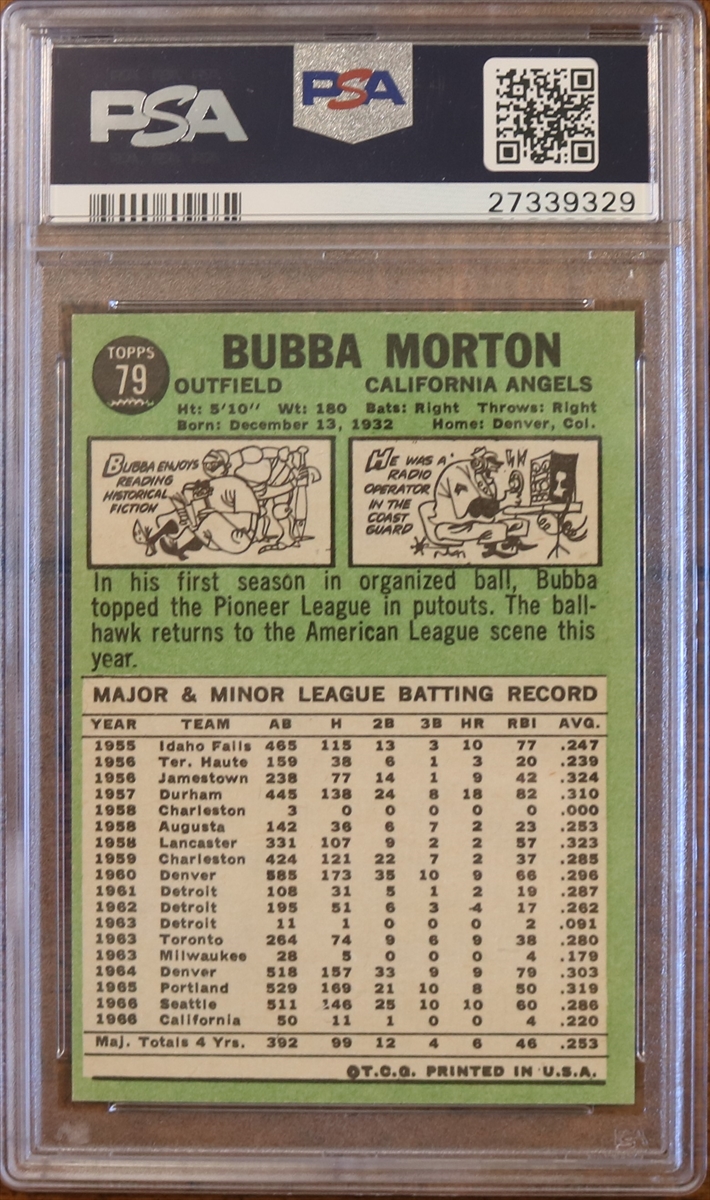 PSA
PSA
27339329
TOPPS
79
BUBBA MORTON
OUTFIELD CALIFORNIA ANGELS
Ht: 5'10" Wt: 180 Bats: Right Throws: Right
Born: December 13, 1932 Home: Denver, Col.
BUBBA ENJOYS
READING
HISTORICAL
FICTION
HE WAS A
RADIO
OPERATOR
IN THE
COAST
GUARD
In his first season in organized ball, Bubba
topped the Pioneer League in putouts. The ball-
hawk returns to the American League scene this
year.
MAJOR & MINOR LEAGUE BATTING RECORD
YEAR TEAM AB H 2B 3B HR RBI AVG.
1955 Idaho Falls 465 115 13 3 10 77 .247
1956 Ter. Haute 159 38 6 1 3 20 .239
1956 Jamestown 238 77 14 1 9 42 .324
1957 Durham 445 138 24 8 18 82 .310
1958 Charleston 3 0 0 0 0 0 .000
1958 Augusta 142 36 6 7 2 23 .253
1958 Lancaster 331 107 9 2 2 57 .323
1959 Charleston 424 121 22 7 2 37 .285
1960 Denver 585 173 35 10 9 66 .296
1961 Detroit 108 31 5 1 2 19 .287
1962 Detroit 195 51 6 3 4 17 .262
1963 Detroit 11 1 0 0 0 2 .091
1963 Toronto 264 74 9 6 9 38 .280
1963 Milwaukee 28 5 0 0 0 4 .179
1964 Denver 518 157 33 9 9 79 .303
1965 Portland 529 169 21 10 8 50 .319
1966 Seattle 511 146 25 10 10 60 .286
1966 California 50 11 1 0 0 4 .220
Maj. Totals 4 Yrs. 392 99 12 4 6 46 .253
©T.C.G. PRINTED IN U.S.A.